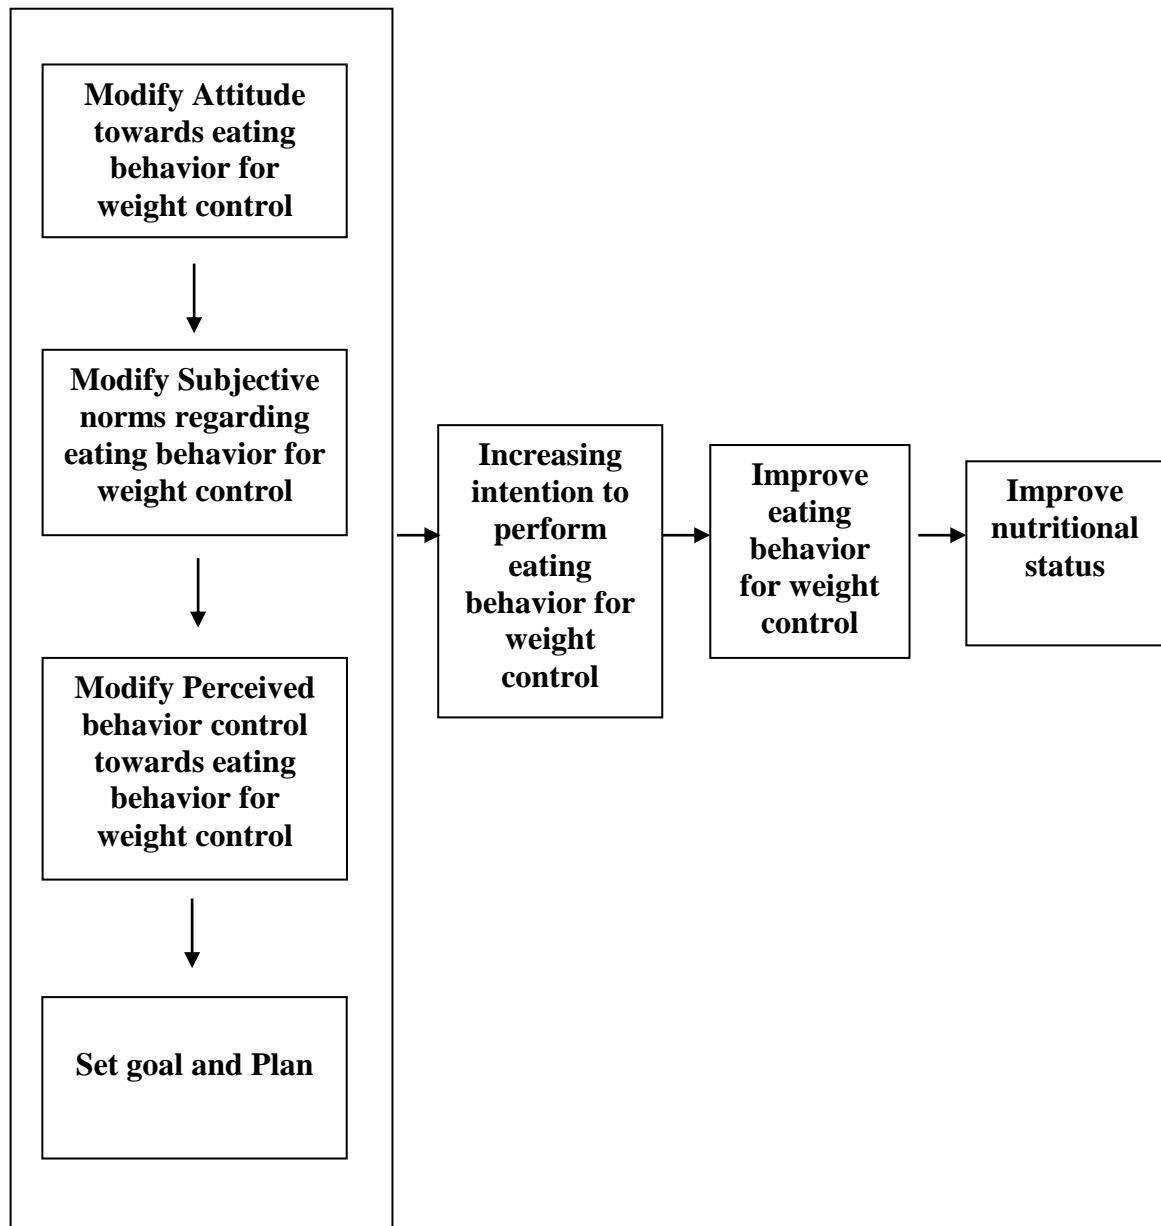 Modify Attitude
towards eating
behavior for
weight control
Modify Subjective
norms regarding
eating behavior for
weight control
Modify Perceived
behavior control
towards eating
behavior for
weight control
Set goal and Plan
Increasing
intention to
perform
eating
behavior for
weight
control
Improve
eating
behavior
for weight
control
Improve
nutritional
status